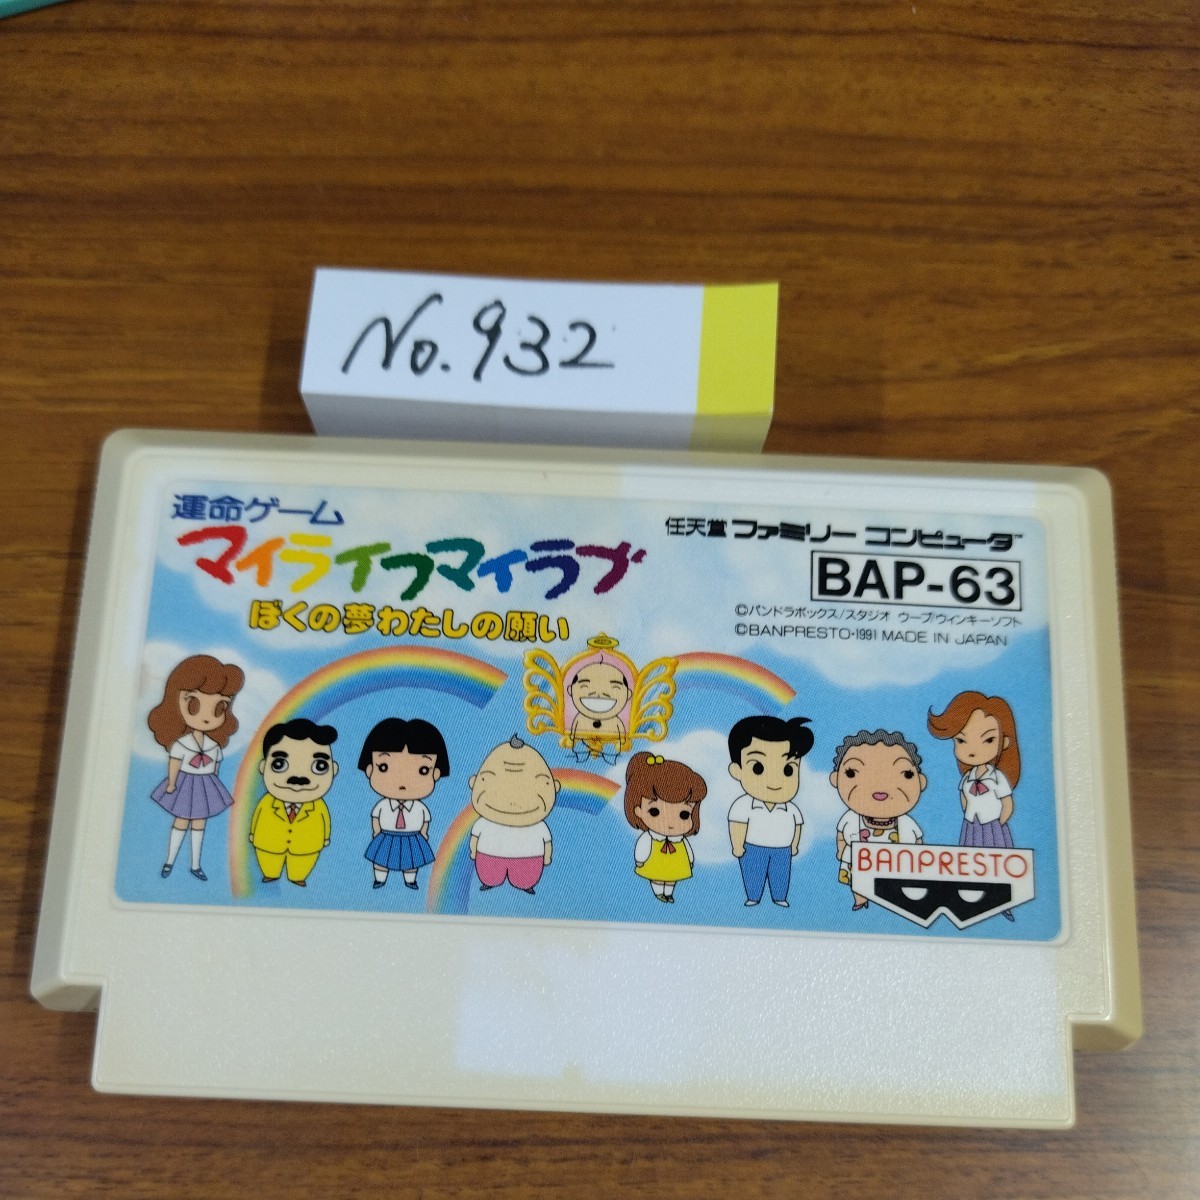 No.932
運命ゲーム
マイライフマイラブ
ぼくの夢わたしの願い
任天堂 ファミリー コンピュータ™
BAP-63
©パンドラボックス/スタジオ ウーブ/ウィンキーソフト
©BANPRESTO·1991 MADE IN JAPAN
BANPRESTO